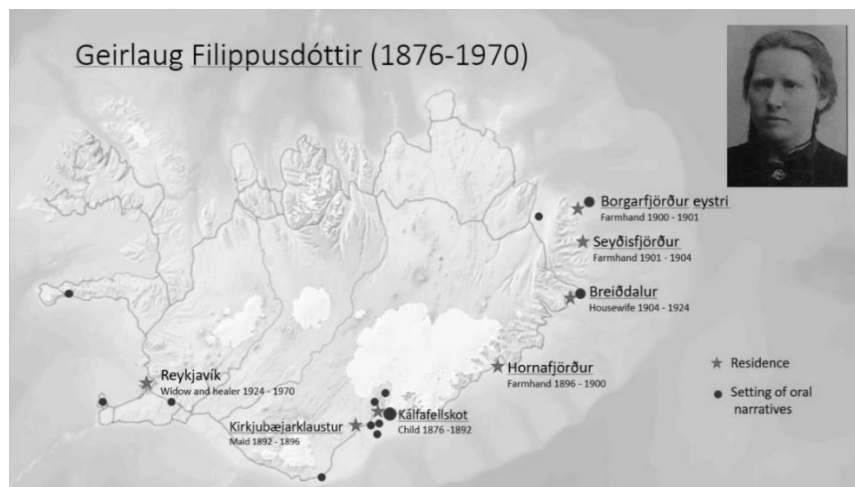 Geirlaug Filippusdóttir (1876-1970)
Borgarfjörður eystri
Farmhand 1900 - 1901
Seyðisfjörður
Farmhand 1901 - 1904
Breiðdalur
Housewife 1904 - 1924
Hornafjörður
Farmhand 1896 - 1900
Residence
Setting of oral
narratives
Reykjavík
Widow and healer 1924 - 1970
Kálfafellskot
Child 1876 -1892
Kirkjubæjarklaustur
Maid 1892 - 1896